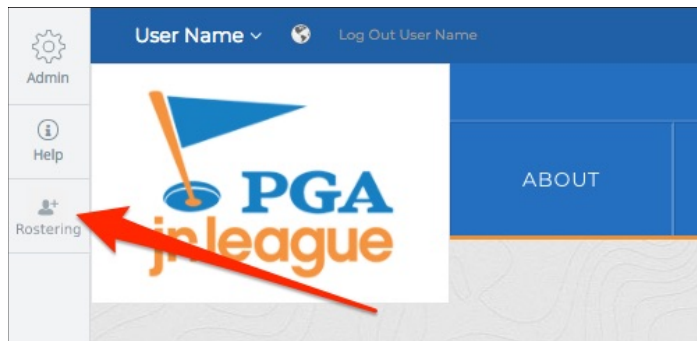 User Name
Log Out User Name
Admin
Help
Rostering
PGA
jr.league
ABOUT